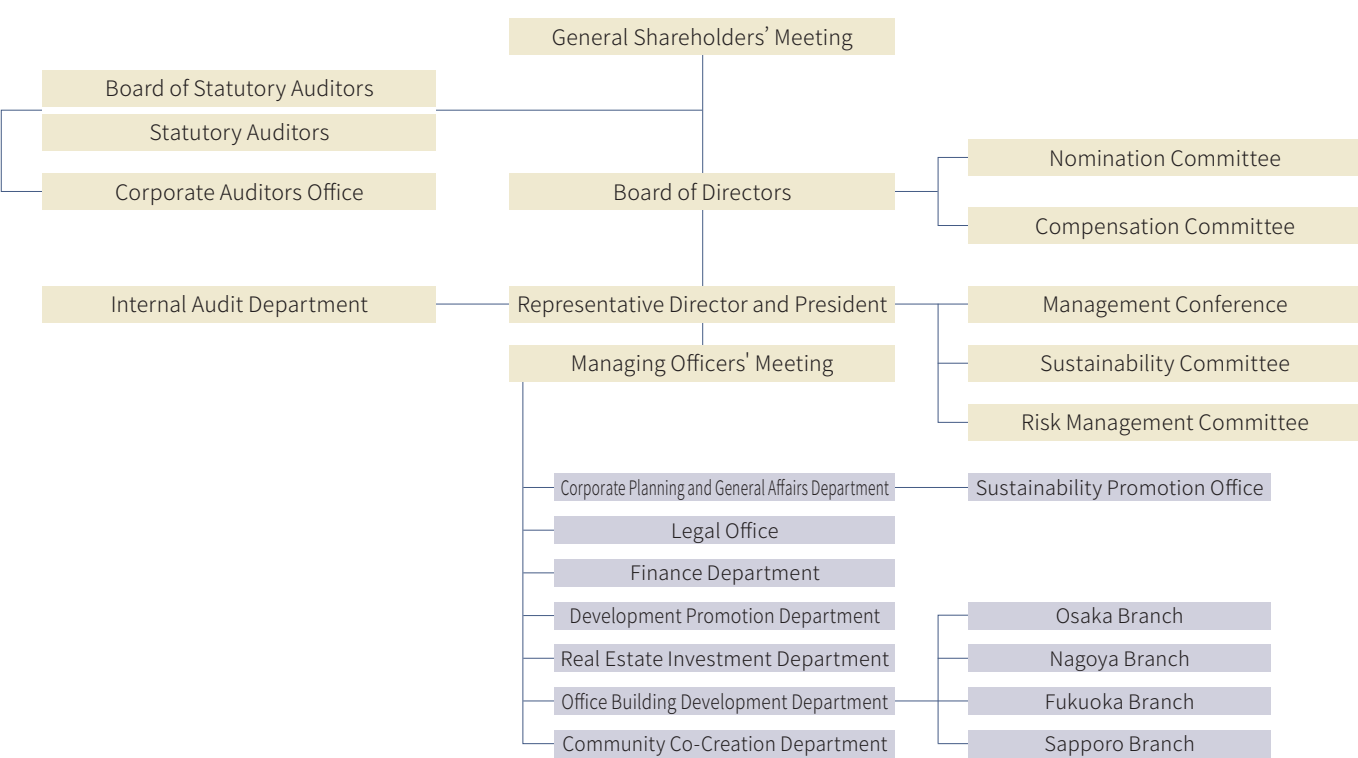 General Shareholders’ Meeting
Board of Statutory Auditors
Statutory Auditors
Corporate Auditors Office
Board of Directors
Nomination Committee
Compensation Committee
Internal Audit Department
Representative Director and President
Management Conference
Managing Officers' Meeting
Sustainability Committee
Risk Management Committee
Corporate Planning and General Affairs Department
Sustainability Promotion Office
Legal Office
Finance Department
Development Promotion Department
Osaka Branch
Real Estate Investment Department
Nagoya Branch
Office Building Development Department
Fukuoka Branch
Community Co-Creation Department
Sapporo Branch